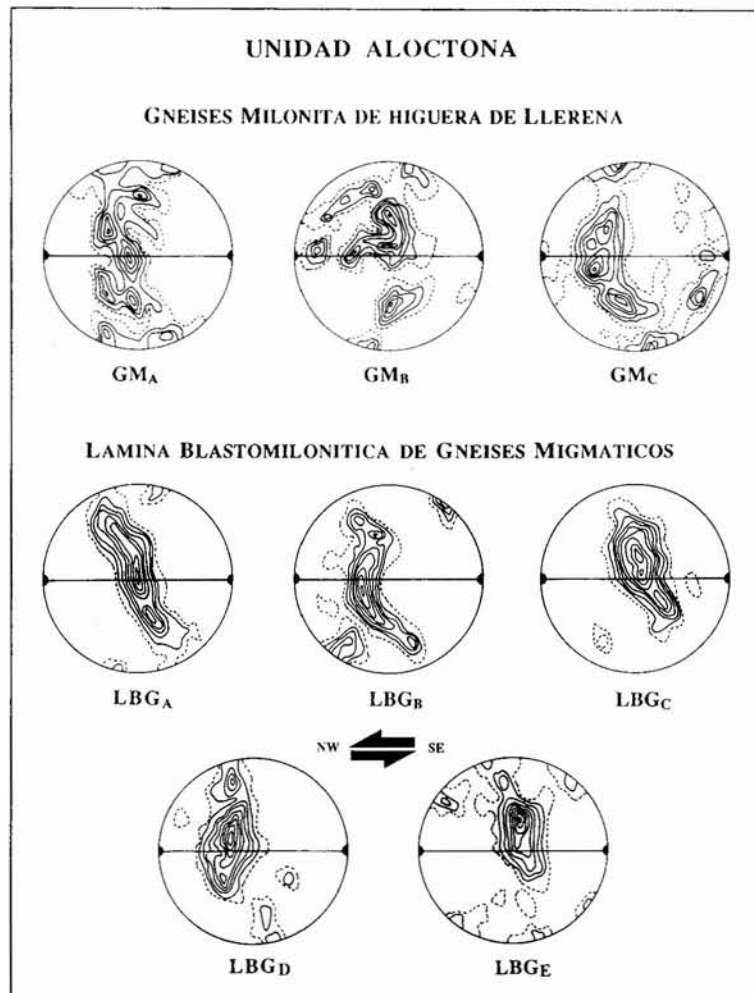 UNIDAD ALOCTONA
GNEISES MILONITA DE HIGUERA DE LLERENA
GMA GMB GMC
LAMINA BLASTOMILONITICA DE GNEISES MIGMATICOS
LBGA LBGB LBGC
NW SE
LBGD LBGE